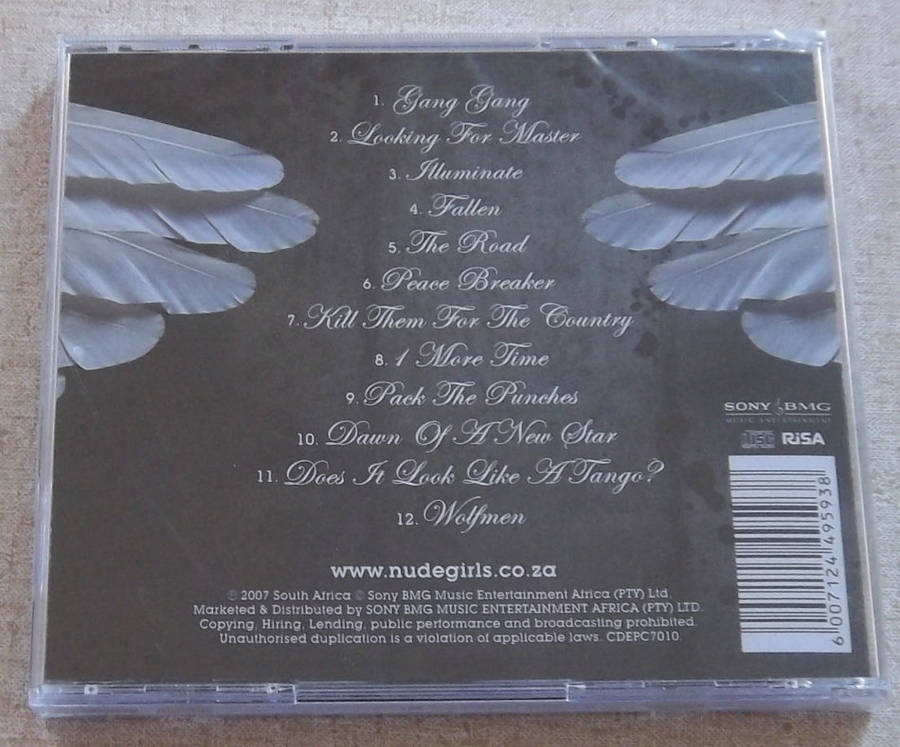 1. Gang Gang
2. Looking For Master
3. Illuminate
4. Fallen
5. The Road
6. Peace Breaker
7. Kill Them For The Country
8. 1 More Time
9. Pack The Punches
10. Dawn Of A New Star
11. Does It Look Like A Tango?
12. Wolfmen
SONY BMG
MUSIC ENTERTAINMENT
disc RiSA
6 007124 495938
www.nudegirls.co.za
℗ 2007 South Africa © Sony BMG Music Entertainment Africa (PTY) Ltd.
Marketed & Distributed by SONY BMG MUSIC ENTERTAINMENT AFRICA (PTY) LTD.
Copying, Hiring, Lending, public performance and broadcasting prohibited.
Unauthorised duplication is a violation of applicable laws. CDEPC7010.